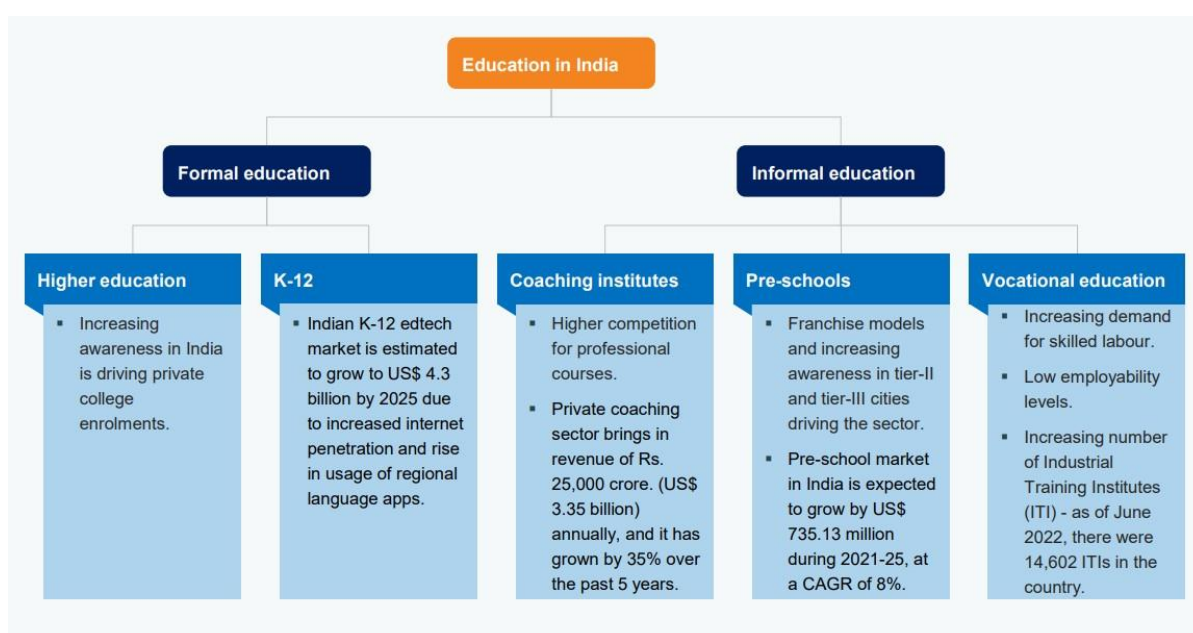 Education in India
Formal education
Informal education
Higher education
▪ Increasing
awareness in India
is driving private
college
enrolments.
K-12
▪ Indian K-12 edtech
market is estimated
to grow to US$ 4.3
billion by 2025 due
to increased internet
penetration and rise
in usage of regional
language apps.
Coaching institutes
▪ Higher competition
for professional
courses.
▪ Private coaching
sector brings in
revenue of Rs.
25,000 crore. (US$
3.35 billion)
annually, and it has
grown by 35% over
the past 5 years.
Pre-schools
▪ Franchise models
and increasing
awareness in tier-II
and tier-III cities
driving the sector.
▪ Pre-school market
in India is expected
to grow by US$
735.13 million
during 2021-25, at
a CAGR of 8%.
Vocational education
▪ Increasing demand
for skilled labour.
▪ Low employability
levels.
▪ Increasing number
of Industrial
Training Institutes
(ITI) - as of June
2022, there were
14,602 ITIs in the
country.